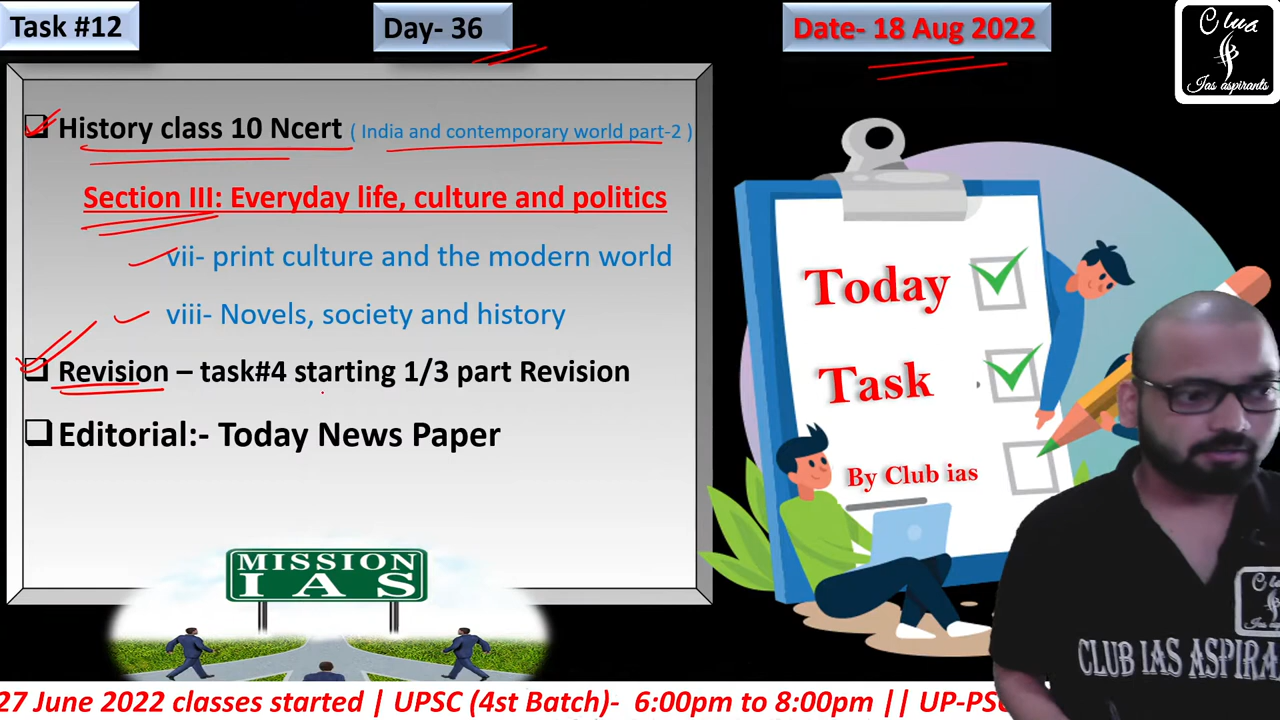 Task #12
Day- 36
Date- 18 Aug 2022
Club
Ias aspirants
History class 10 Ncert ( India and contemporary world part-2 )
Section III: Everyday life, culture and politics
vii- print culture and the modern world
viii- Novels, society and history
Revision – task#4 starting 1/3 part Revision
Editorial:- Today News Paper
Today
Task
By Club ias
MISSION
IAS
CLUB IAS
27 June 2022 classes started | UPSC (4st Batch)- 6:00pm to 8:00pm ||